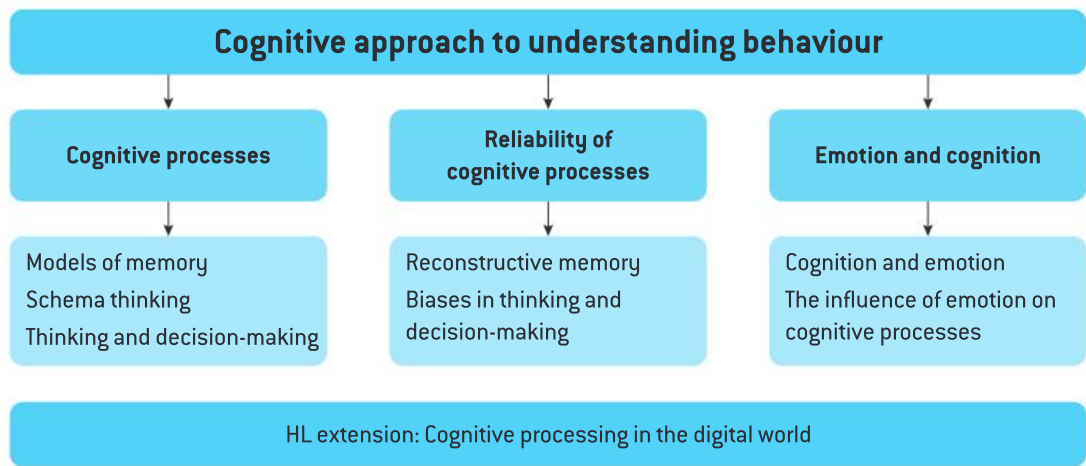 Cognitive approach to understanding behaviour
Cognitive processes
Models of memory
Schema thinking
Thinking and decision-making
Reliability of
cognitive processes
Reconstructive memory
Biases in thinking and
decision-making
Emotion and cognition
Cognition and emotion
The influence of emotion on
cognitive processes
HL extension: Cognitive processing in the digital world